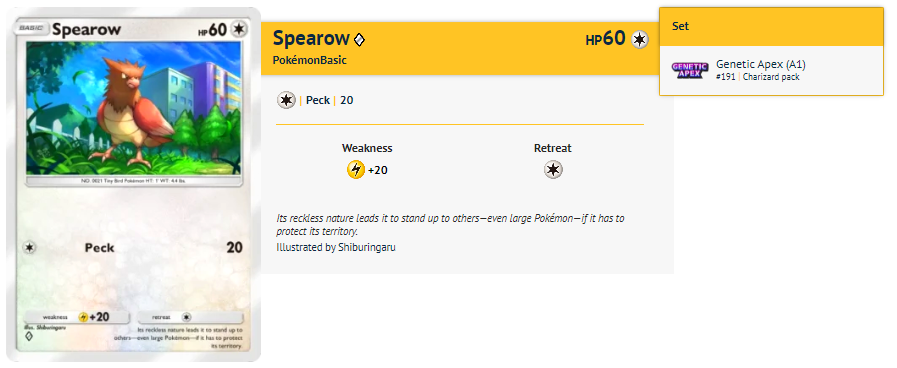 BASIC
Spearow
HP60
NO. 0021 Tiny Bird Pokémon HT. 1' WT. 4.4 lbs.
Peck 20
weakness +20 retreat
Illus. Shiburingaru
Its reckless nature leads it to stand up to
others—even large Pokémon—if it has to protect
its territory.
Spearow HP60
PokémonBasic
Peck | 20
Weakness Retreat
+20
Its reckless nature leads it to stand up to others—even large Pokémon—if it has to
protect its territory.
Illustrated by Shiburingaru
Set
GENETIC APEX
Genetic Apex (A1)
#191 | Charizard pack